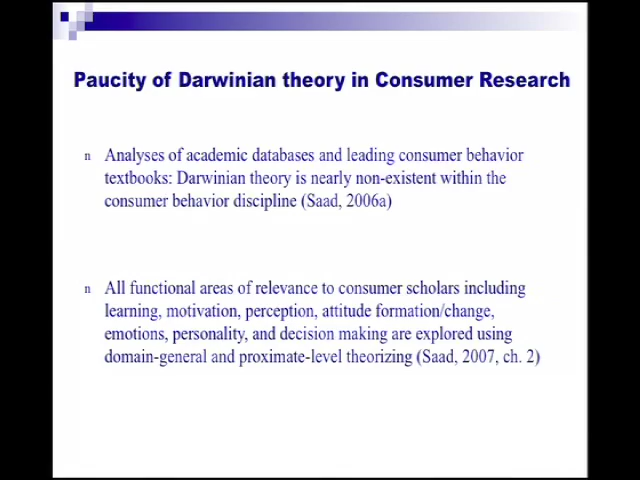 Paucity of Darwinian theory in Consumer Research
n Analyses of academic databases and leading consumer behavior
textbooks: Darwinian theory is nearly non-existent within the
consumer behavior discipline (Saad, 2006a)
n All functional areas of relevance to consumer scholars including
learning, motivation, perception, attitude formation/change,
emotions, personality, and decision making are explored using
domain-general and proximate-level theorizing (Saad, 2007, ch. 2)